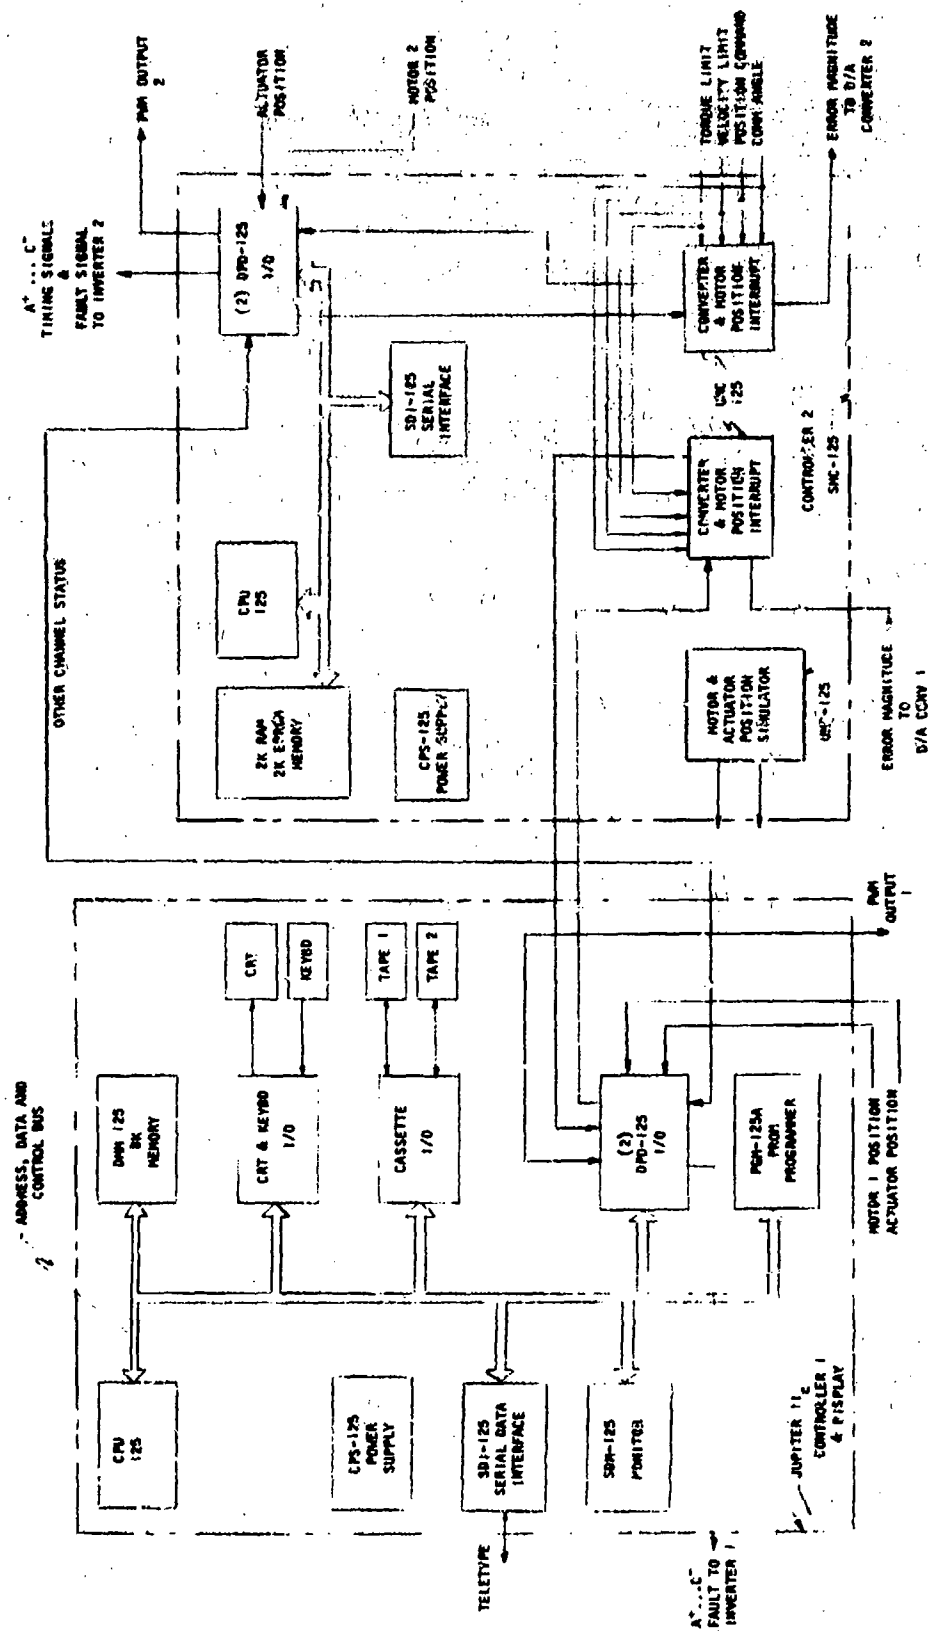 ADDRESS, DATA AND
CONTROL BUS
CPU
125
DMM 125
8K
MEMORY
CRT & KEYBD
I/O
CRT
KEYBD
CPS-125
POWER
SUPPLY
CASSETTE
I/O
TAPE 1
TAPE 2
TELETYPE
SDI-125
SERIAL DATA
INTERFACE
SDM-125
MONITOR
(2)
DPD-125
I/O
PGM-125A
PROM
PROGRAMMER
A+...C-
FAULT TO
INVERTER 1
JUPITER II
CONTROLLER 1
& DISPLAY
MOTOR 1 POSITION
ACTUATOR POSITION
PWM
OUTPUT
1
OTHER CHANNEL STATUS
A+ ... C-
TIMING SIGNALS
&
FAULT SIGNAL
TO INVERTER 2
PWM OUTPUT
2
2K RAM
2K EPROM
MEMORY
CPU
125
(2) DPD-125
I/O
ACTUATOR
POSITION
MOTOR 2
POSITION
CPS-125
POWER SUPPLY
SDI-125
SERIAL
INTERFACE
MOTOR &
ACTUATOR
POSITION
SIMULATOR
CONVERTER
& MOTOR
POSITION
INTERRUPT
125
CONVERTER
& MOTOR
POSITION
INTERRUPT
TORQUE LIMIT
VELOCITY LIMIT
POSITION COMMAND
COMM ANGLE
CONTROLLER 2
SMC-125
ERROR MAGNITUDE
TO
D/A CONV 1
ERROR MAGNITUDE
TO D/A
CONVERTER 2